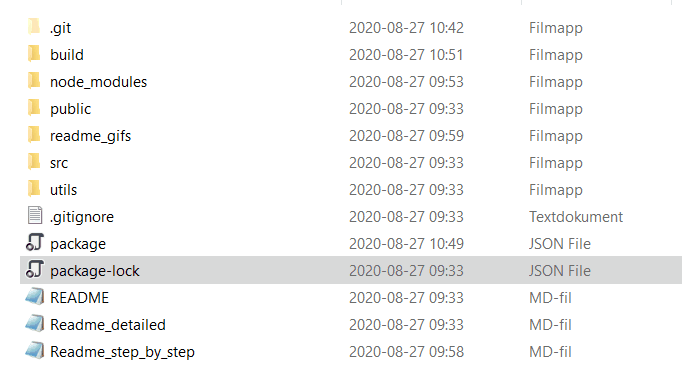 .git 2020-08-27 10:42 Filmapp
build 2020-08-27 10:51 Filmapp
node_modules 2020-08-27 09:53 Filmapp
public 2020-08-27 09:33 Filmapp
readme_gifs 2020-08-27 09:59 Filmapp
src 2020-08-27 09:33 Filmapp
utils 2020-08-27 09:33 Filmapp
.gitignore 2020-08-27 09:33 Textdokument
package 2020-08-27 10:49 JSON File
package-lock 2020-08-27 09:33 JSON File
README 2020-08-27 09:33 MD-fil
Readme_detailed 2020-08-27 09:33 MD-fil
Readme_step_by_step 2020-08-27 09:58 MD-fil